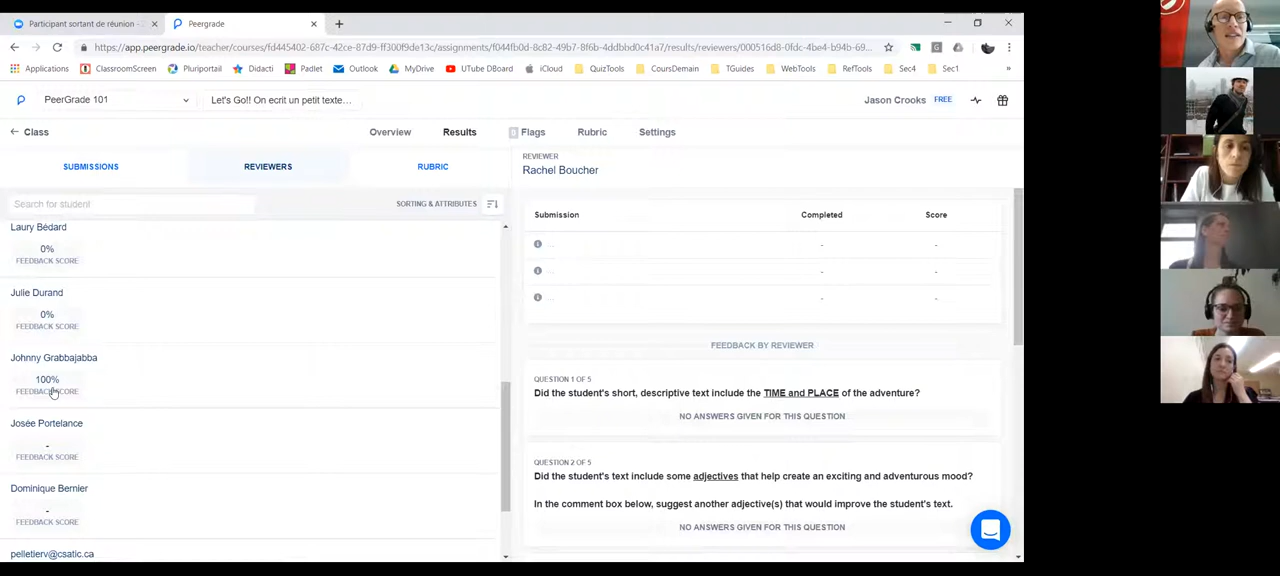 Participant sortant de réunion -
Peergrade
https://app.peergrade.io/teacher/courses/fd445402-687c-42ce-87d9-ff300f9de13c/assignments/f044fb0d-8c82-49b7-8f6b-4ddbbd0c41a7/results/reviewers/000516d8-0fdc-4be4-b94b-69...
Applications ClassroomScreen Pluriportail Didacti Padlet Outlook MyDrive UTube DBoard iCloud QuizTools CoursDemain TGuides WebTools RefTools Sec4 Sec1 »
PeerGrade 101 Let's Go!! On ecrit un petit texte... Jason Crooks FREE
Class Overview Results 0 Flags Rubric Settings
SUBMISSIONS REVIEWERS RUBRIC
Search for student SORTING & ATTRIBUTES
Laury Bédard
0%
FEEDBACK SCORE
Julie Durand
0%
FEEDBACK SCORE
Johnny Grabbajabba
100%
FEEDBACK SCORE
Josée Portelance
-
FEEDBACK SCORE
Dominique Bernier
-
FEEDBACK SCORE
pelletierv@csatic.ca
REVIEWER
Rachel Boucher
Submission Completed Score
... - -
... - -
... - -
FEEDBACK BY REVIEWER
QUESTION 1 OF 5
Did the student's short, descriptive text include the TIME and PLACE of the adventure?
NO ANSWERS GIVEN FOR THIS QUESTION
QUESTION 2 OF 5
Did the student's text include some adjectives that help create an exciting and adventurous mood?
In the comment box below, suggest another adjective(s) that would improve the student's text.
NO ANSWERS GIVEN FOR THIS QUESTION